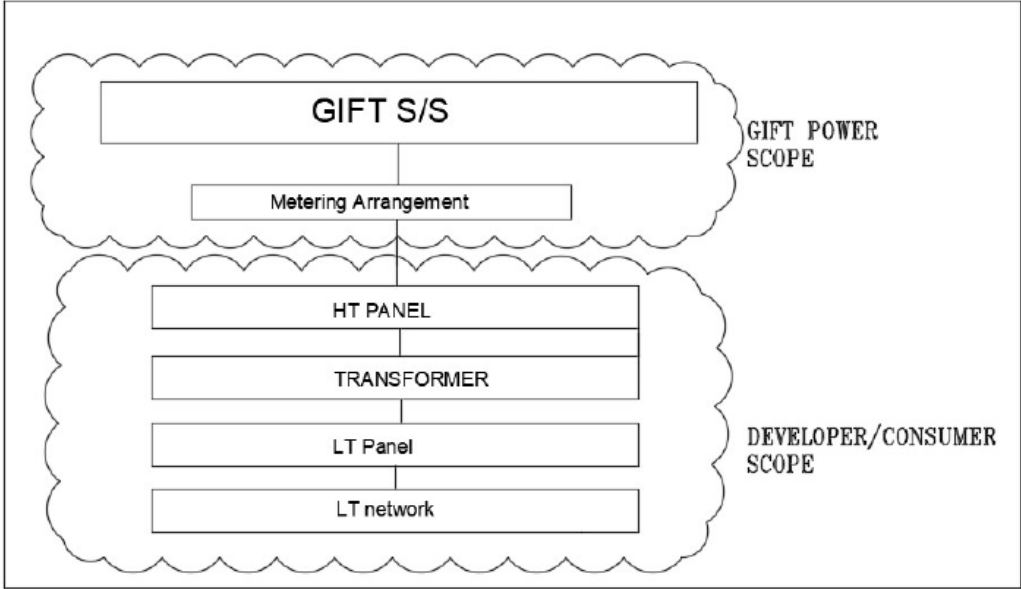 GIFT S/S
GIFT POWER
SCOPE
Metering Arrangement
HT PANEL
TRANSFORMER
LT Panel
DEVELOPER/CONSUMER
SCOPE
LT network